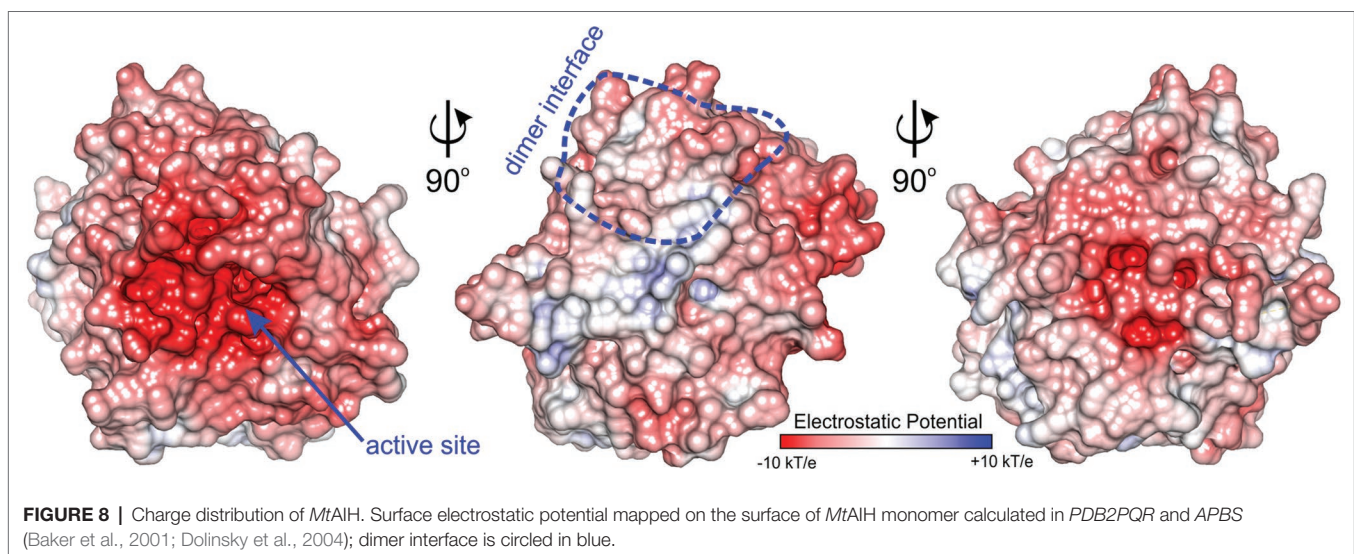 dimer interface
90°
90°
active site
Electrostatic Potential
-10 kT/e
+10 kT/e
FIGURE 8 | Charge distribution of MtAIH. Surface electrostatic potential mapped on the surface of MtAIH monomer calculated in PDB2PQR and APBS
(Baker et al., 2001; Dolinsky et al., 2004); dimer interface is circled in blue.